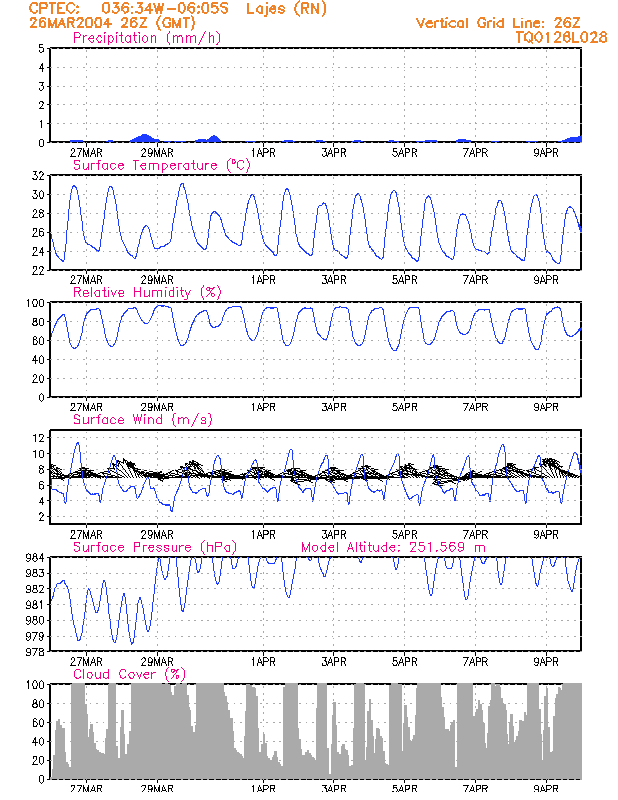 CPTEC: 036:34W-06:05S Lajes (RN)
26MAR2004 26Z (GMT) Vertical Grid Line: 26Z
Precipitation (mm/h) TQ0126L028
5
4
3
2
1
0
27MAR 29MAR 1APR 3APR 5APR 7APR 9APR
Surface Temperature (ºC)
32
30
28
26
24
22
27MAR 29MAR 1APR 3APR 5APR 7APR 9APR
Relative Humidity (%)
100
80
60
40
20
0
27MAR 29MAR 1APR 3APR 5APR 7APR 9APR
Surface Wind (m/s)
12
10
8
6
4
2
27MAR 29MAR 1APR 3APR 5APR 7APR 9APR
Surface Pressure (hPa) Model Altitude: 251.569 m
984
983
982
981
980
979
978
27MAR 29MAR 1APR 3APR 5APR 7APR 9APR
Cloud Cover (%)
100
80
60
40
20
0
27MAR 29MAR 1APR 3APR 5APR 7APR 9APR